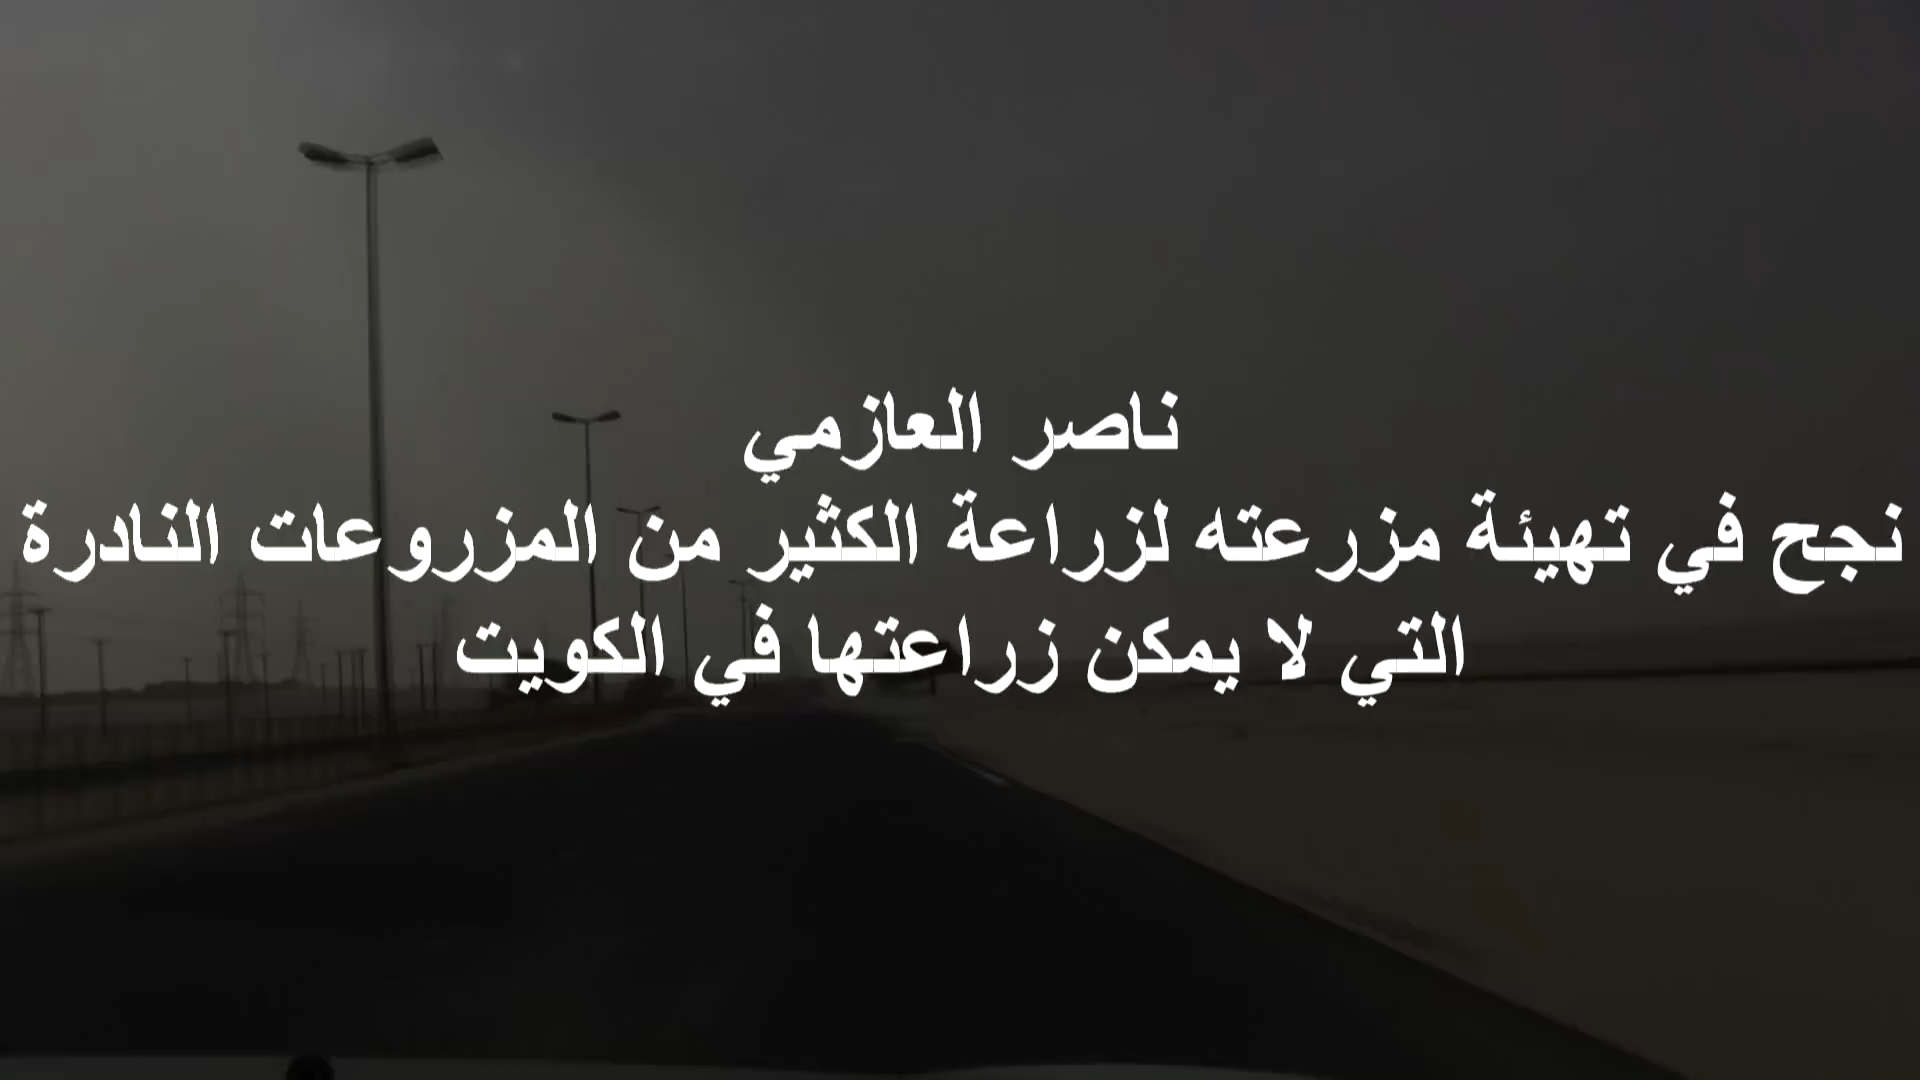 ناصر العازمي
نجح في تهيئة مزرعته لزراعة الكثير من المزروعات النادرة
التي لا يمكن زراعتها في الكويت